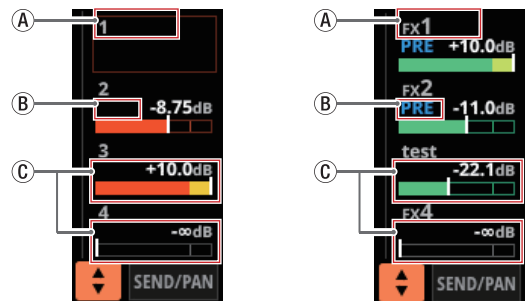 A
1
B
2
-8.75dB
C
3
+10.0dB
4
-∞dB
SEND/PAN
A
FX1
PRE +10.0dB
B
FX2
PRE -11.0dB
C
test
-22.1dB
FX4
-∞dB
SEND/PAN